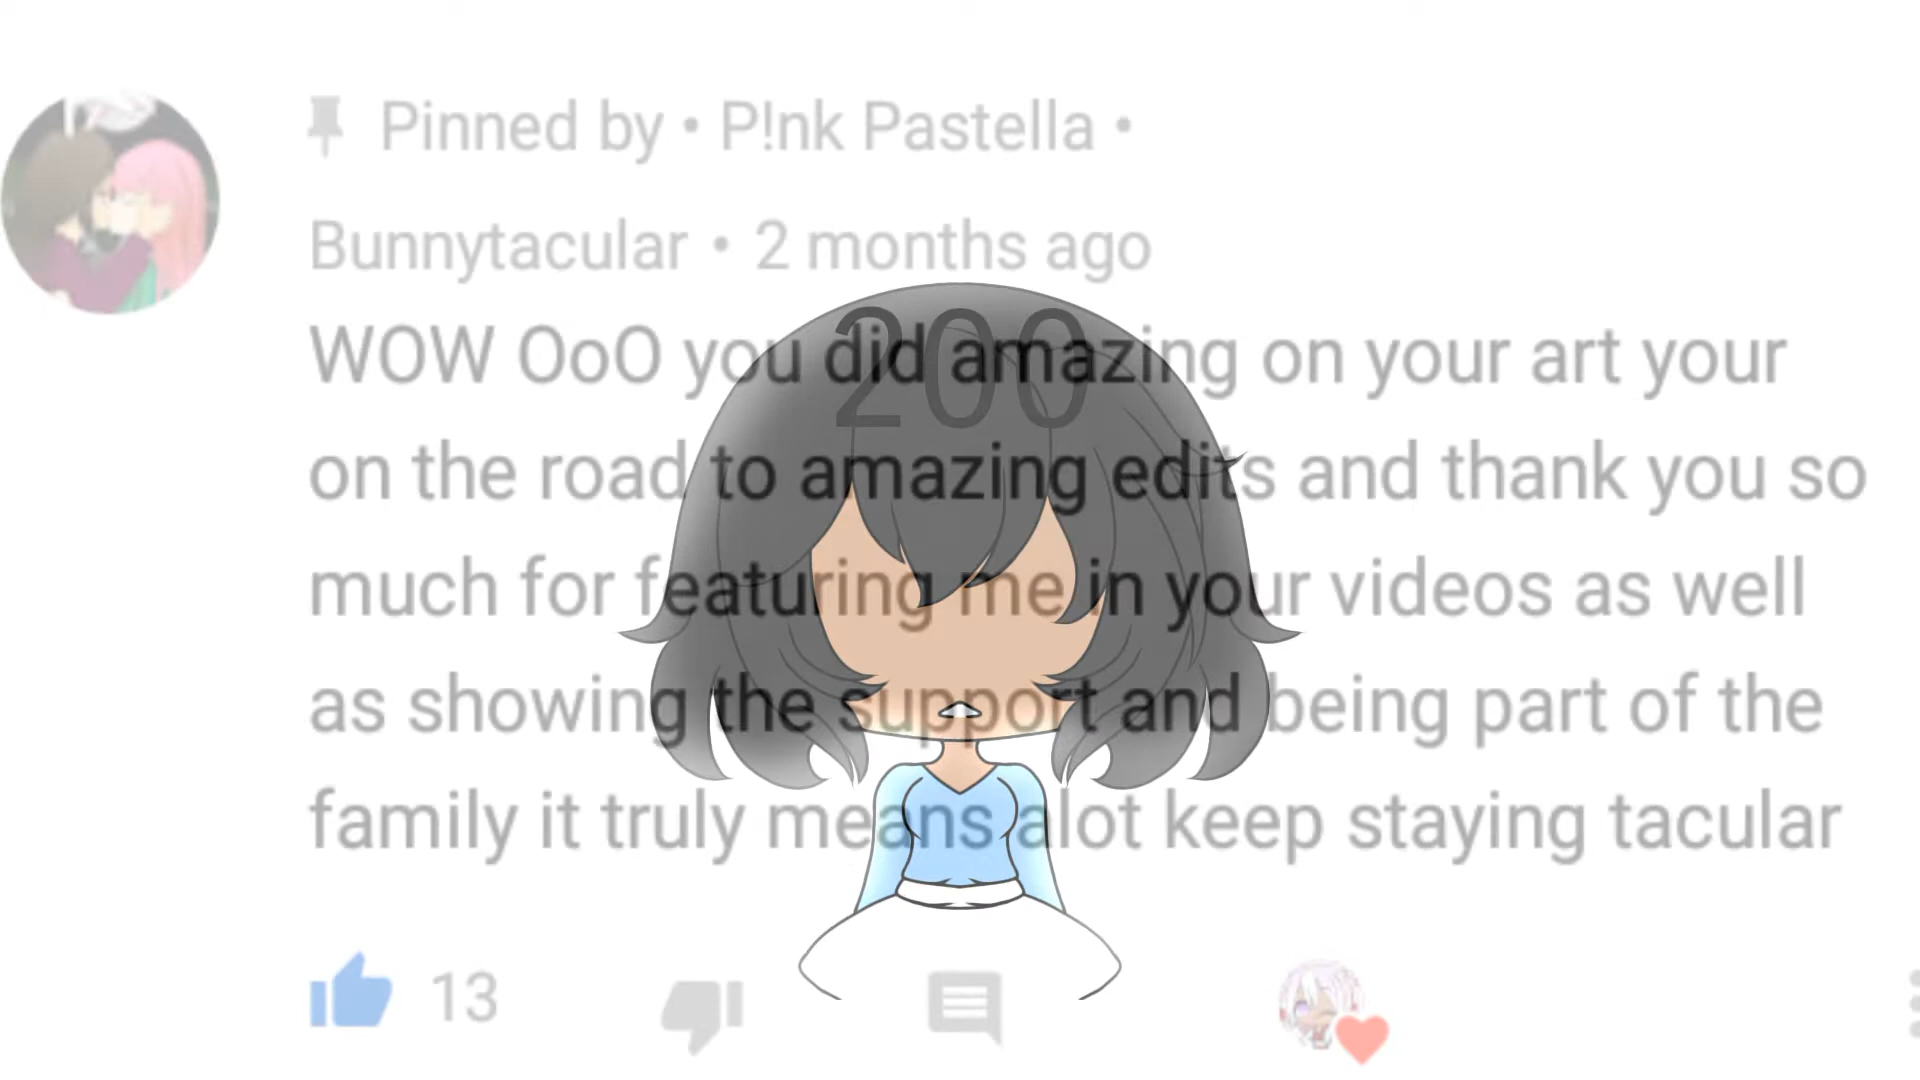 Pinned by • P!nk Pastella •
Bunnytacular • 2 months ago
200
WOW OoO you did amazing on your art your
on the road to amazing edits and thank you so
much for featuring me in your videos as well
as showing the support and being part of the
family it truly means alot keep staying tacular
13